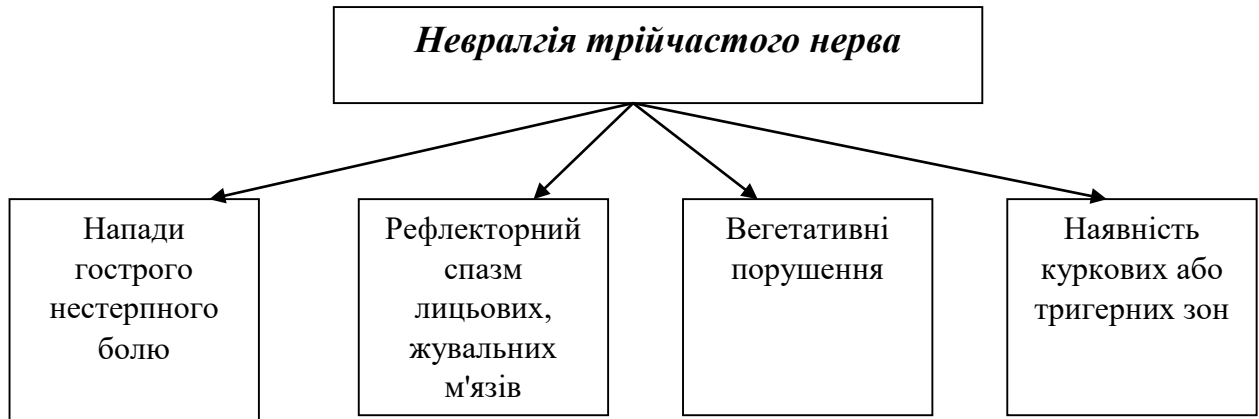 Невралгія трійчастого нерва
Напади
гострого
нестерпного
болю
Рефлекторний
спазм
лицьових,
жувальних
м'язів
Вегетативні
порушення
Наявність
куркових або
тригерних зон